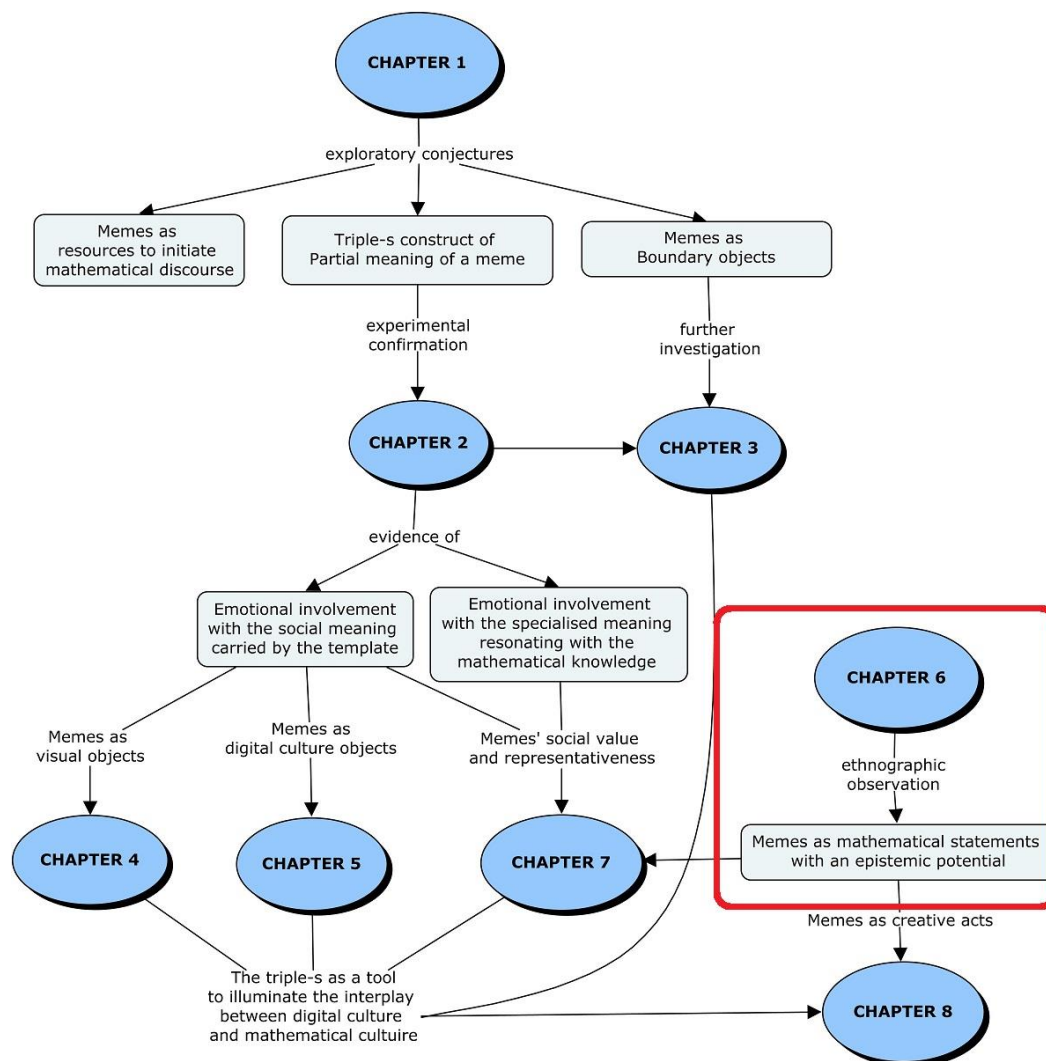 CHAPTER 1
exploratory conjectures
Memes as
resources to initiate
mathematical discourse
Triple-s construct of
Partial meaning of a meme
Memes as
Boundary objects
experimental
confirmation
further
investigation
CHAPTER 2
CHAPTER 3
evidence of
Emotional involvement
with the social meaning
carried by the template
Emotional involvement
with the specialised meaning
resonating with the
mathematical knowledge
CHAPTER 6
Memes as
visual objects
Memes as
digital culture objects
Memes' social value
and representativeness
ethnographic
observation
Memes as mathematical statements
with an epistemic potential
CHAPTER 4
CHAPTER 5
CHAPTER 7
Memes as creative acts
The triple-s as a tool
to illuminate the interplay
between digital culture
and mathematical cultuire
CHAPTER 8